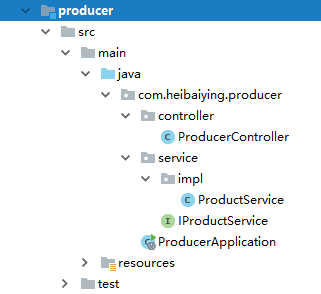 producer
src
main
java
com.heibaiying.producer
controller
ProducerController
service
impl
ProductService
IProductService
ProducerApplication
resources
test